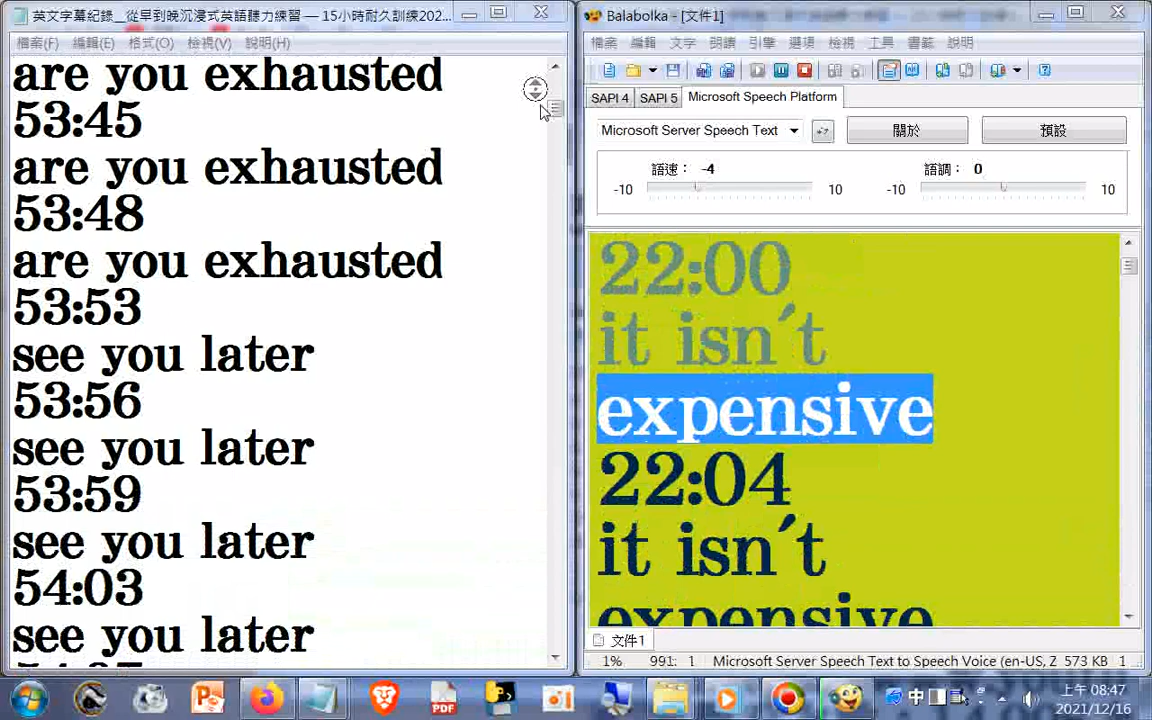 英文字幕紀錄__從早到晚沉浸式英語聽力練習 — 15小時耐久訓練202...
檔案(F) 編輯(E) 格式(O) 檢視(V) 說明(H)
are you exhausted
53:45
are you exhausted
53:48
are you exhausted
53:53
see you later
53:56
see you later
53:59
see you later
54:03
see you later
Balabolka - [文件1]
檔案 編輯 文字 朗讀 引擎 選項 檢視 工具 書籤 說明
SAPI 4 SAPI 5 Microsoft Speech Platform
Microsoft Server Speech Text 關於 預設
語速： -4 語調： 0
-10 10 -10 10
22:00
it isn't
expensive
22:04
it isn't
expensive
文件1
1% 991: 1 Microsoft Server Speech Text to Speech Voice (en-US, Z 573 KB 1
PDF 中 上午 08:47
2021/12/16